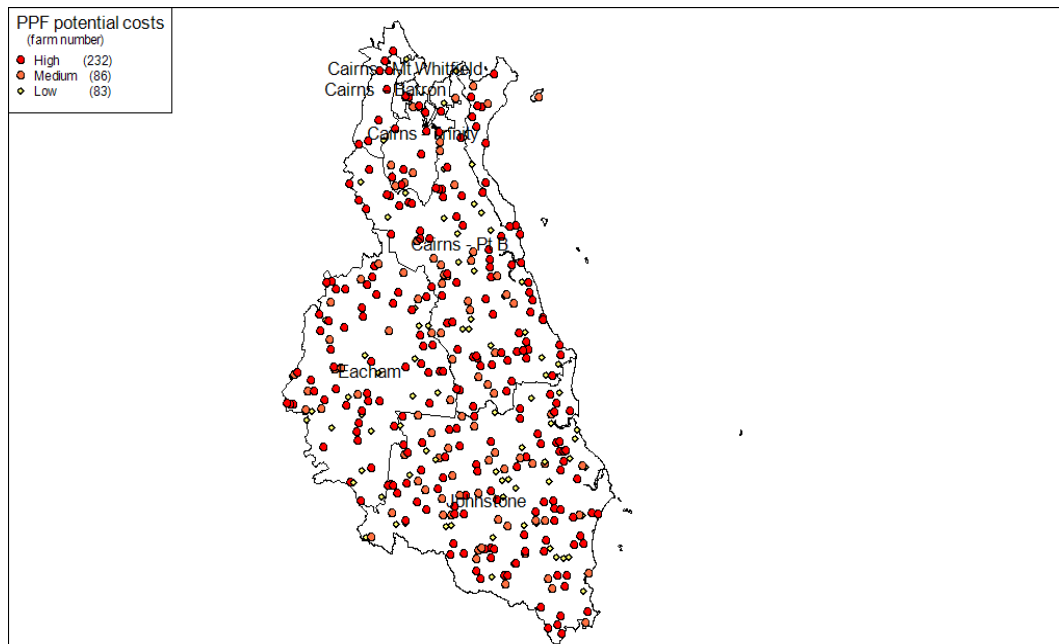 PPF potential costs
(farm number)
High (232)
Medium (86)
Low (83)
Cairns - Mt Whitfield
Cairns - Barron
Cairns - Trinity
Cairns - Pt B
Eacham
Johnstone